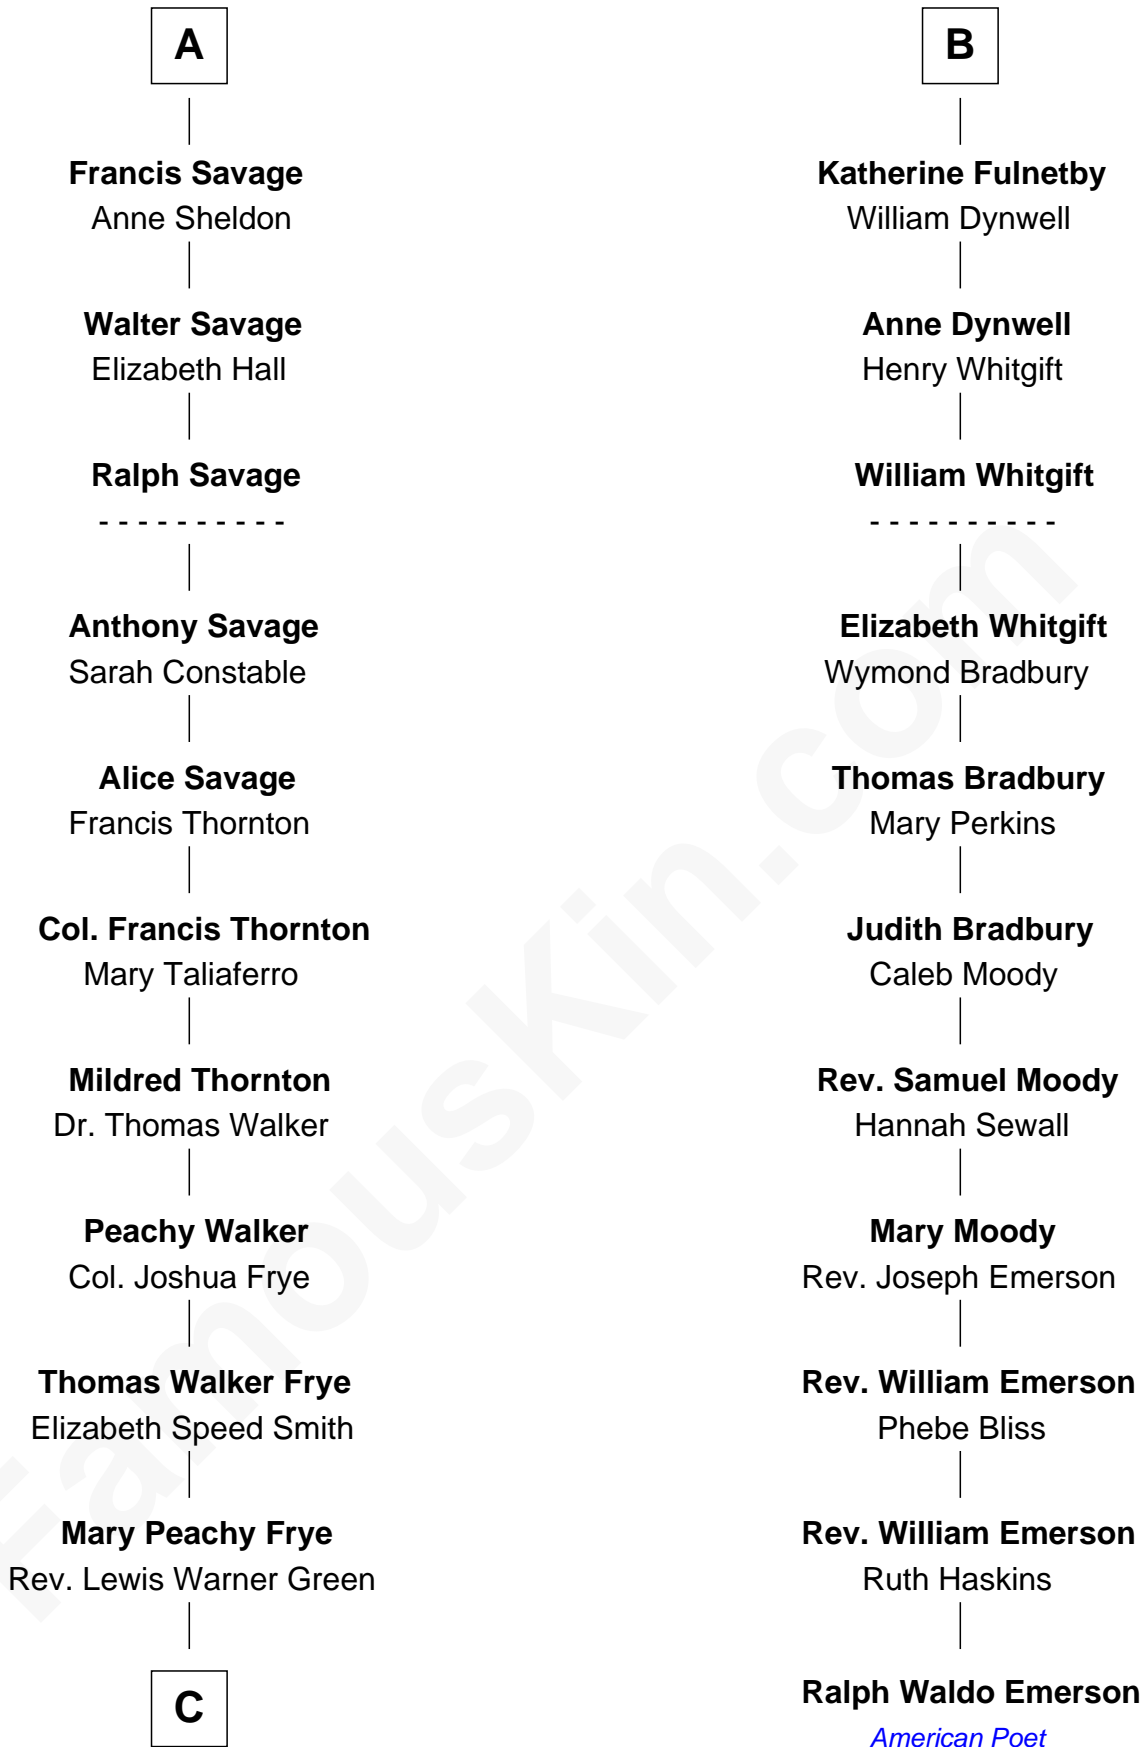 A
Francis Savage
Anne Sheldon
Walter Savage
Elizabeth Hall
Ralph Savage
- - - - - - - - - -
Anthony Savage
Sarah Constable
Alice Savage
Francis Thornton
Col. Francis Thornton
Mary Taliaferro
Mildred Thornton
Dr. Thomas Walker
Peachy Walker
Col. Joshua Frye
Thomas Walker Frye
Elizabeth Speed Smith
Mary Peachy Frye
Rev. Lewis Warner Green
C
B
Katherine Fulnetby
William Dynwell
Anne Dynwell
Henry Whitgift
William Whitgift
- - - - - - - - - -
Elizabeth Whitgift
Wymond Bradbury
Thomas Bradbury
Mary Perkins
Judith Bradbury
Caleb Moody
Rev. Samuel Moody
Hannah Sewall
Mary Moody
Rev. Joseph Emerson
Rev. William Emerson
Phebe Bliss
Rev. William Emerson
Ruth Haskins
Ralph Waldo Emerson
American Poet
FamousKin.com